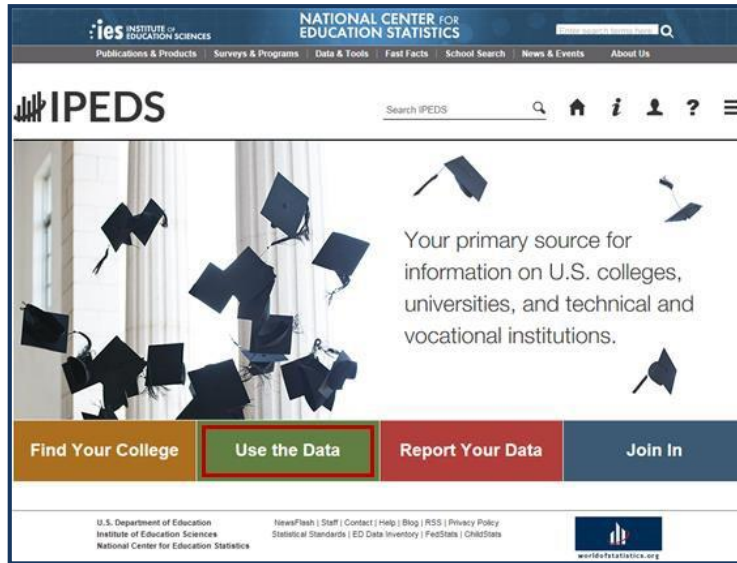 ies INSTITUTE OF EDUCATION SCIENCES
NATIONAL CENTER FOR EDUCATION STATISTICS
Enter search terms here
Publications & Products | Surveys & Programs | Data & Tools | Fast Facts | School Search | News & Events | About Us
IPEDS
Search IPEDS
Your primary source for
information on U.S. colleges,
universities, and technical and
vocational institutions.
Find Your College
Use the Data
Report Your Data
Join In
U.S. Department of Education
Institute of Education Sciences
National Center for Education Statistics
NewsFlash | Staff | Contact | Help | Blog | RSS | Privacy Policy
Statistical Standards | ED Data Inventory | FedStats | ChildStats
worldofstatistics.org